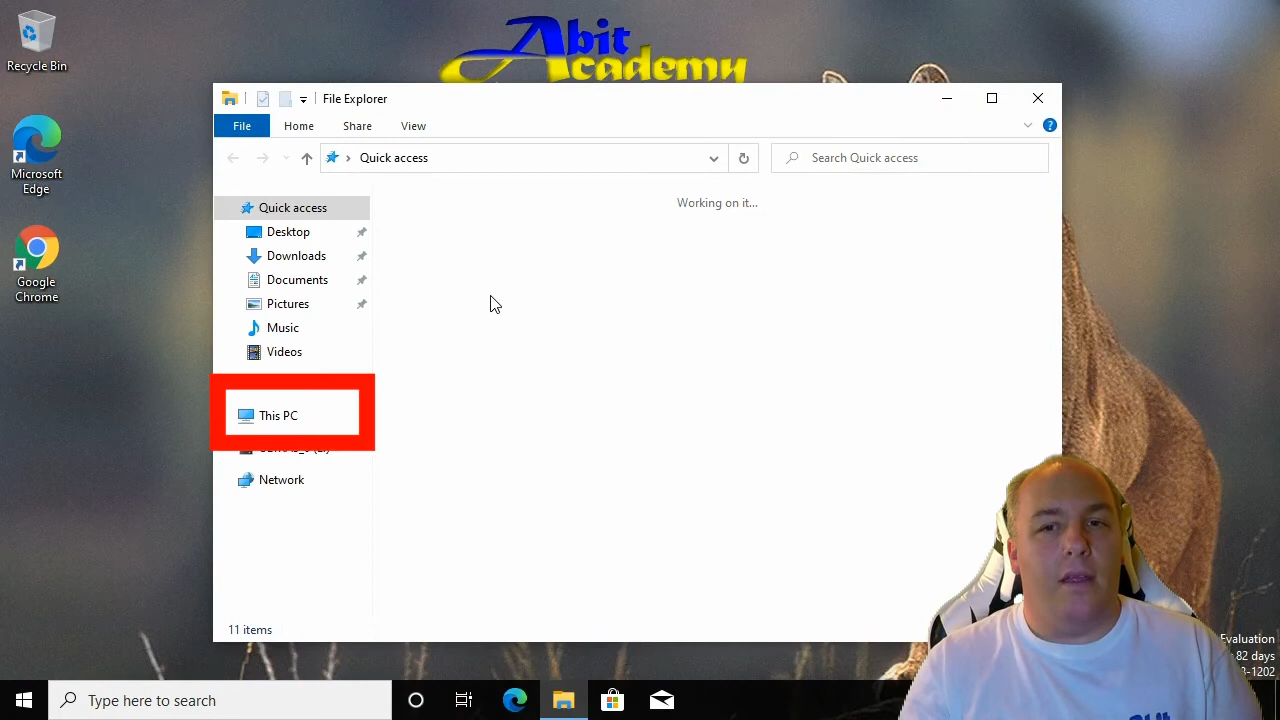 Recycle Bin
Microsoft
Edge
Google
Chrome
Abit
Academy
File Explorer
File
Home
Share
View
Quick access
Search Quick access
Working on it...
Quick access
Desktop
Downloads
Documents
Pictures
Music
Videos
This PC
Network
11 items
Evaluation
82 days
-1202
Type here to search